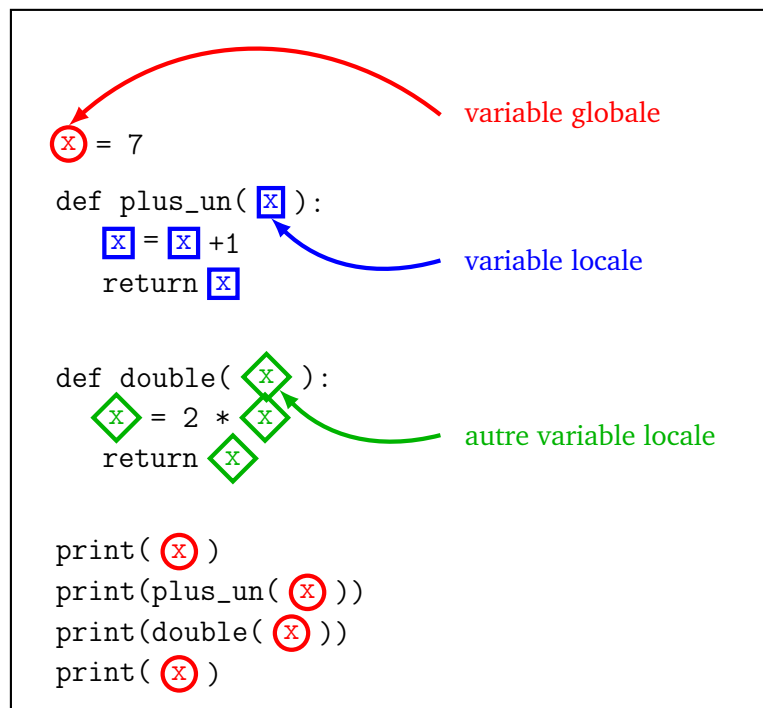 variable globale
x = 7
def plus_un( x ):
x = x +1
variable locale
return x
def double( x ):
x = 2 * x
autre variable locale
return x
print( x )
print(plus_un( x ))
print(double( x ))
print( x )